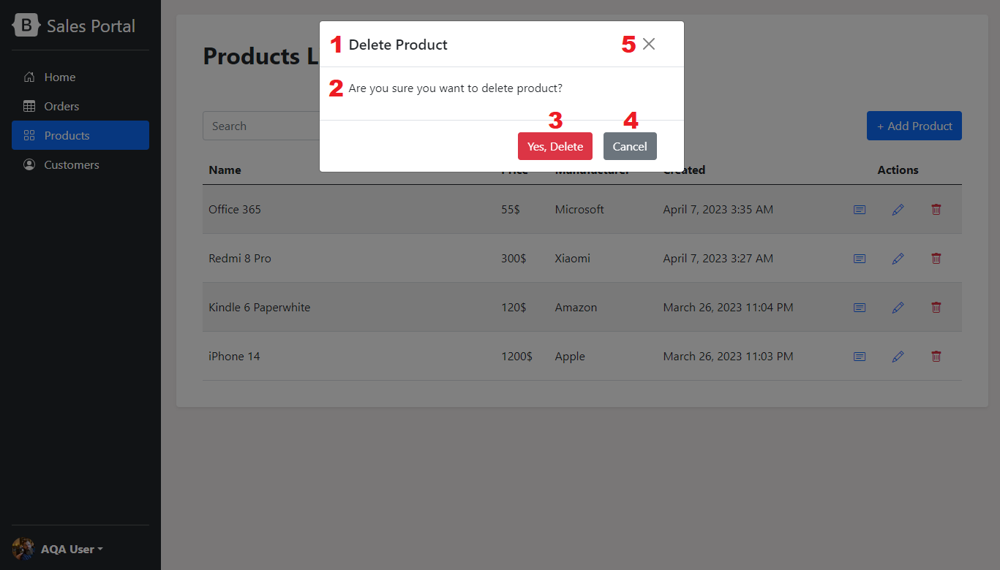 B Sales Portal
Home
Orders
Products
Customers
AQA User
Products L
1 Delete Product 5
2 Are you sure you want to delete product?
3 4
Yes, Delete Cancel
Search
+ Add Product
Name Price Manufacturer Created Actions
Office 365 55$ Microsoft April 7, 2023 3:35 AM
Redmi 8 Pro 300$ Xiaomi April 7, 2023 3:27 AM
Kindle 6 Paperwhite 120$ Amazon March 26, 2023 11:04 PM
iPhone 14 1200$ Apple March 26, 2023 11:03 PM